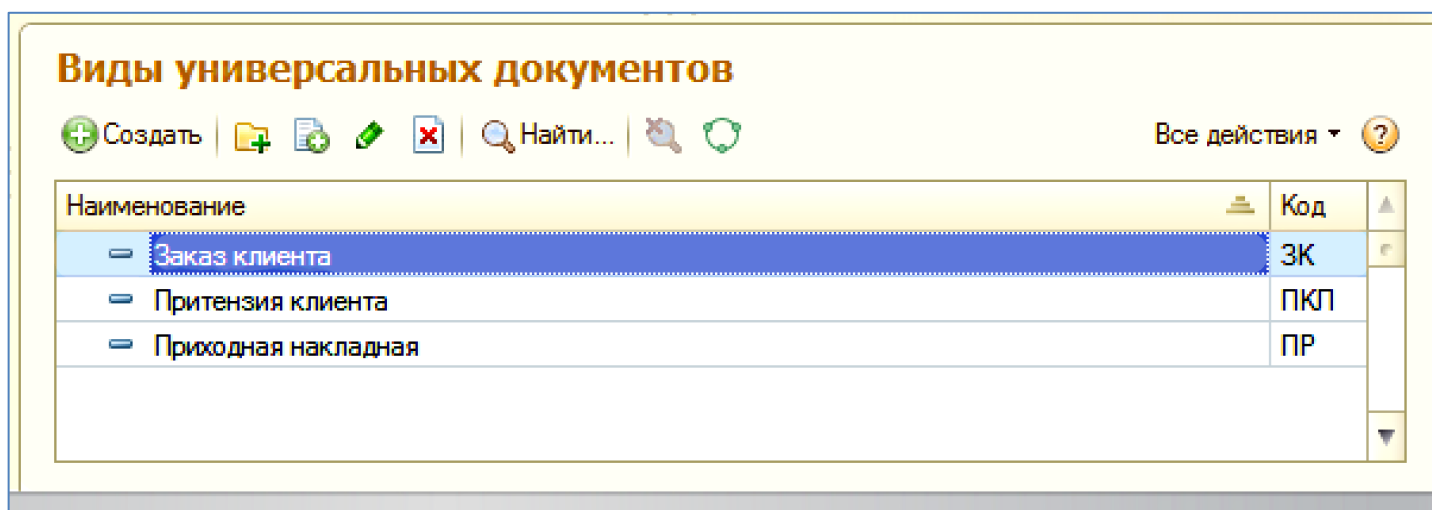 Виды универсальных документов
Создать Найти... Все действия ?
Наименование Код
Заказ клиента ЗК
Притензия клиента ПКЛ
Приходная накладная ПР